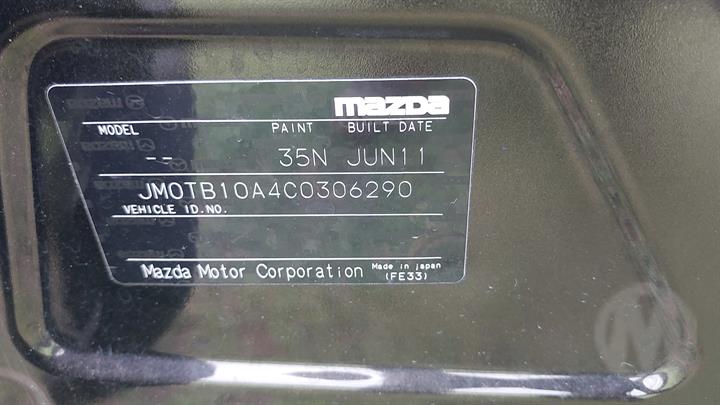 mazda
MODEL PAINT BUILT DATE
-- 35N JUN11
JM0TB10A4C0306290
VEHICLE ID.NO.
Mazda Motor Corporation Made in japan
(FE33)